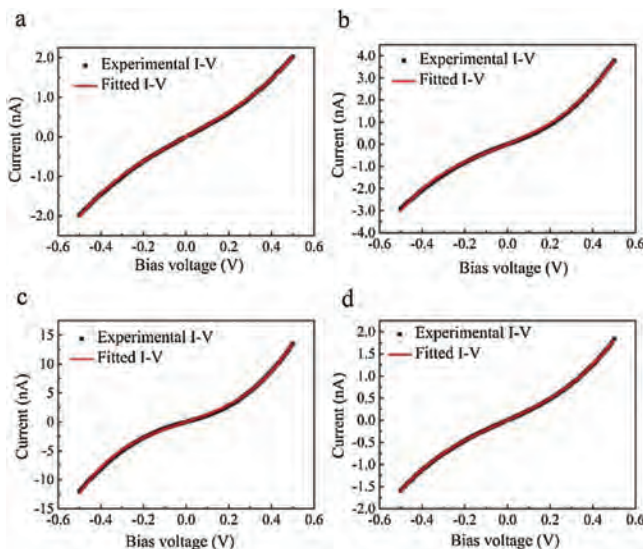 a
Experimental I-V
Fitted I-V
2.0
1.0
0.0
-1.0
-2.0
Current (nA)
-0.6 -0.4 -0.2 0.0 0.2 0.4 0.6
Bias voltage (V)
b
Experimental I-V
Fitted I-V
4.0
3.0
2.0
1.0
0.0
-1.0
-2.0
-3.0
-4.0
Current (nA)
-0.6 -0.4 -0.2 0.0 0.2 0.4 0.6
Bias voltage (V)
c
Experimental I-V
Fitted I-V
15
10
5
0
-5
-10
-15
Current (nA)
-0.6 -0.4 -0.2 0.0 0.2 0.4 0.6
Bias voltage (V)
d
Experimental I-V
Fitted I-V
2.0
1.5
1.0
0.5
0.0
-0.5
-1.0
-1.5
-2.0
Current (nA)
-0.6 -0.4 -0.2 0.0 0.2 0.4 0.6
Bias voltage (V)